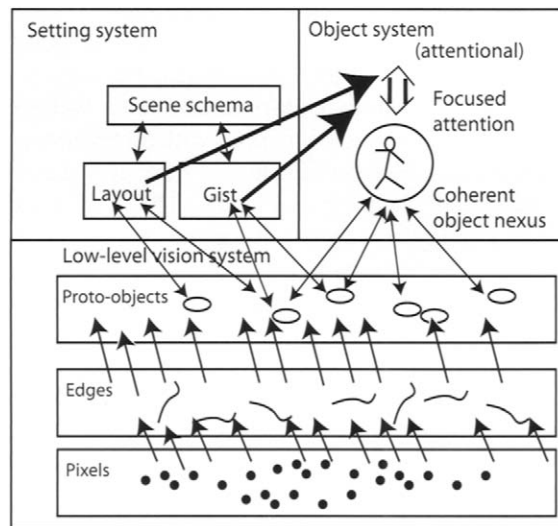 Setting system
Object system
(attentional)
Scene schema
Focused
attention
Layout
Gist
Coherent
object nexus
Low-level vision system
Proto-objects
Edges
Pixels